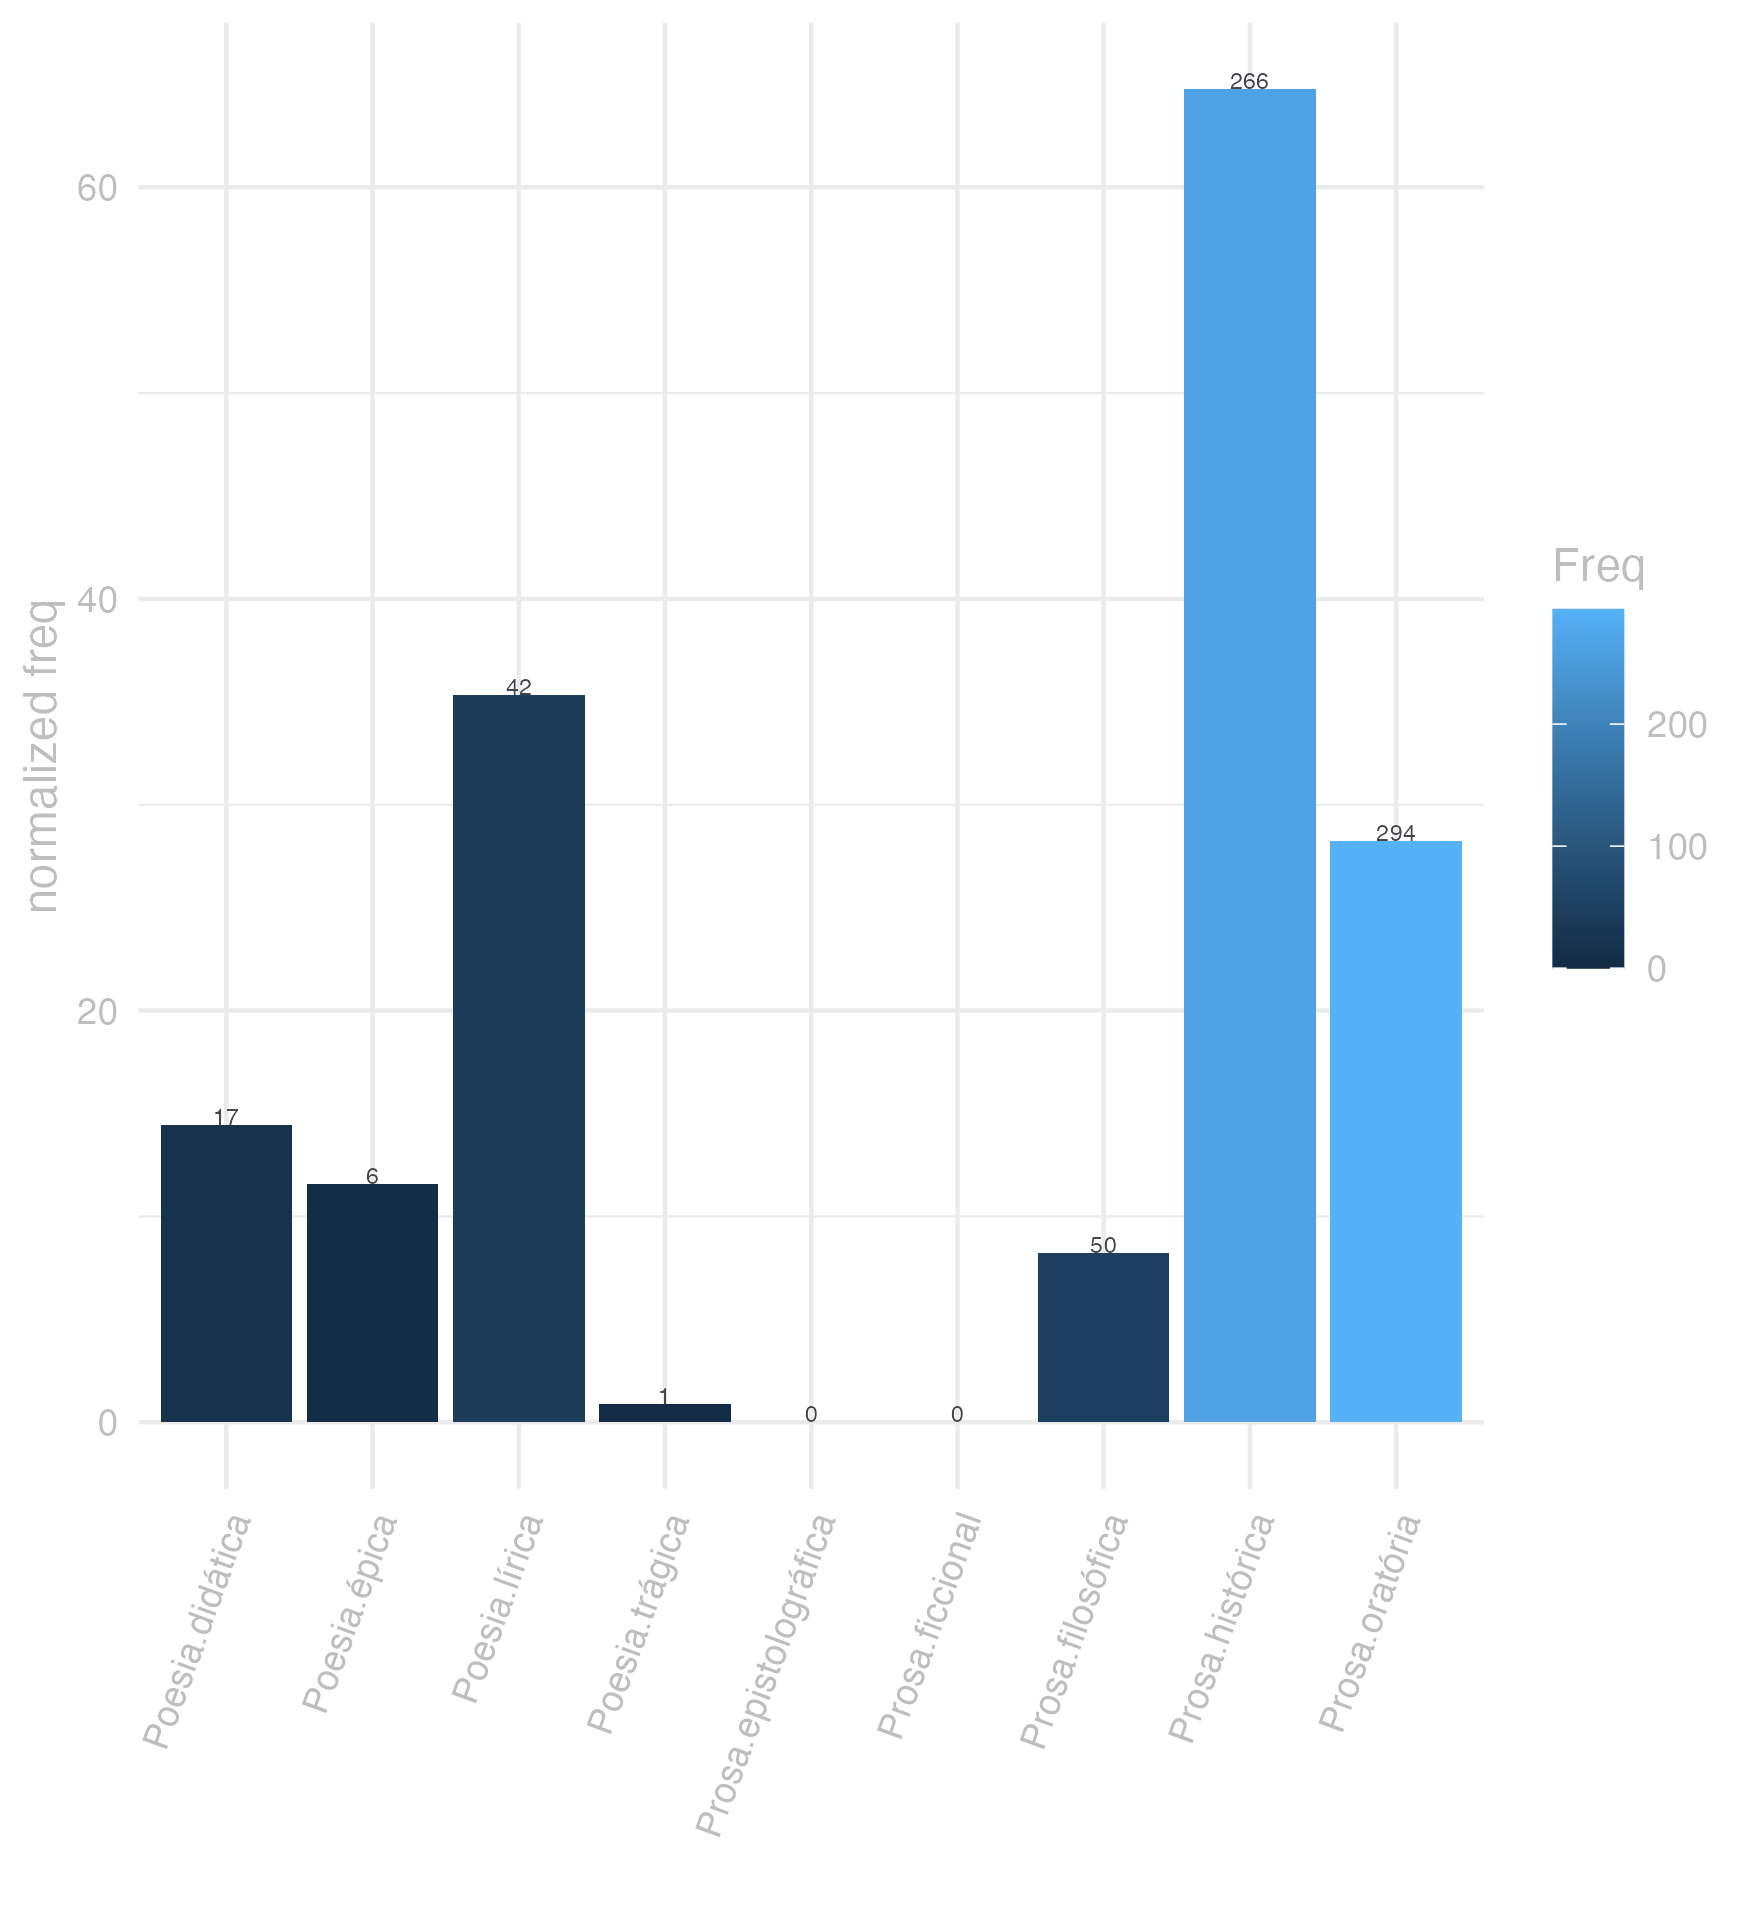 266
60
Freq
40
normalized freq
42
200
294
100
0
20
17
6
50
1
0
0
0
Poesia.didática
Poesia.épica
Poesia.lírica
Poesia.trágica
Prosa.epistolográfica
Prosa.ficcional
Prosa.filosófica
Prosa.histórica
Prosa.oratória